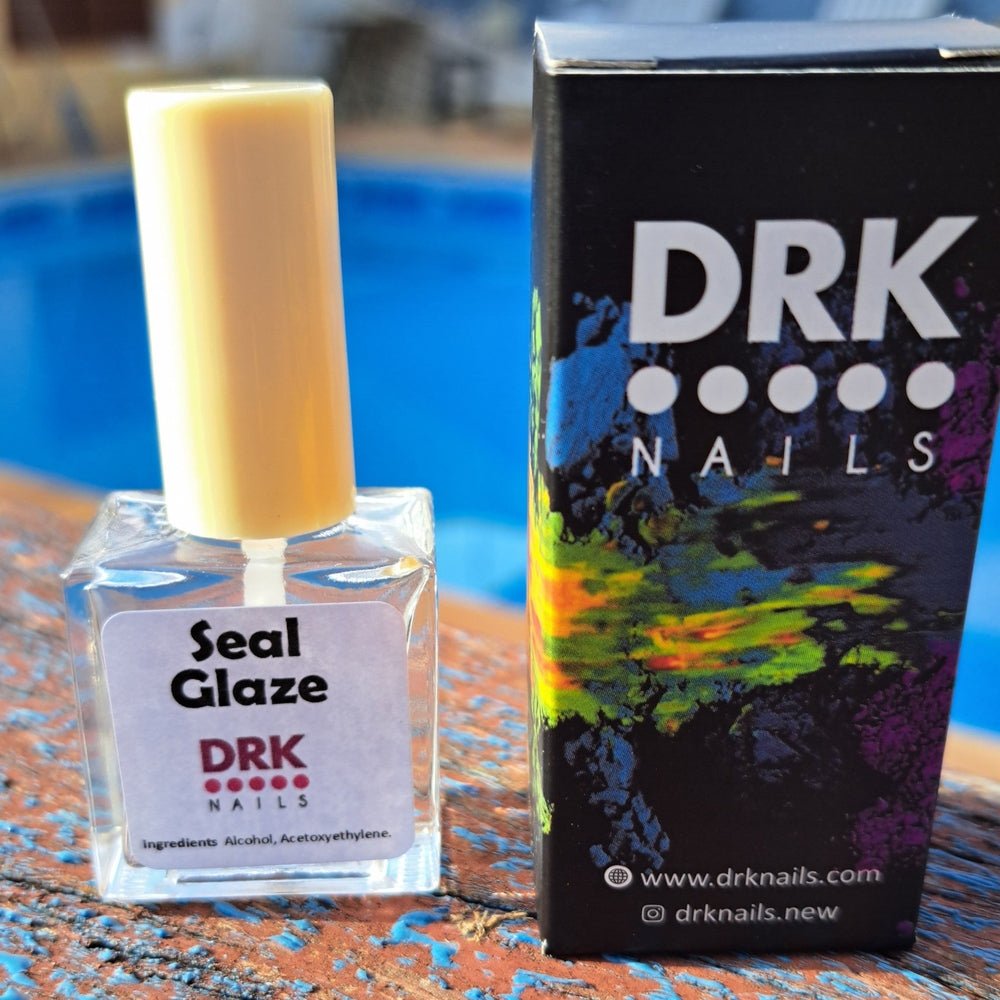 Seal
Glaze
DRK
NAILS
Ingredients Alcohol, Acetoxyethylene.
DRK
NAILS
www.drknails.com
drknails.new